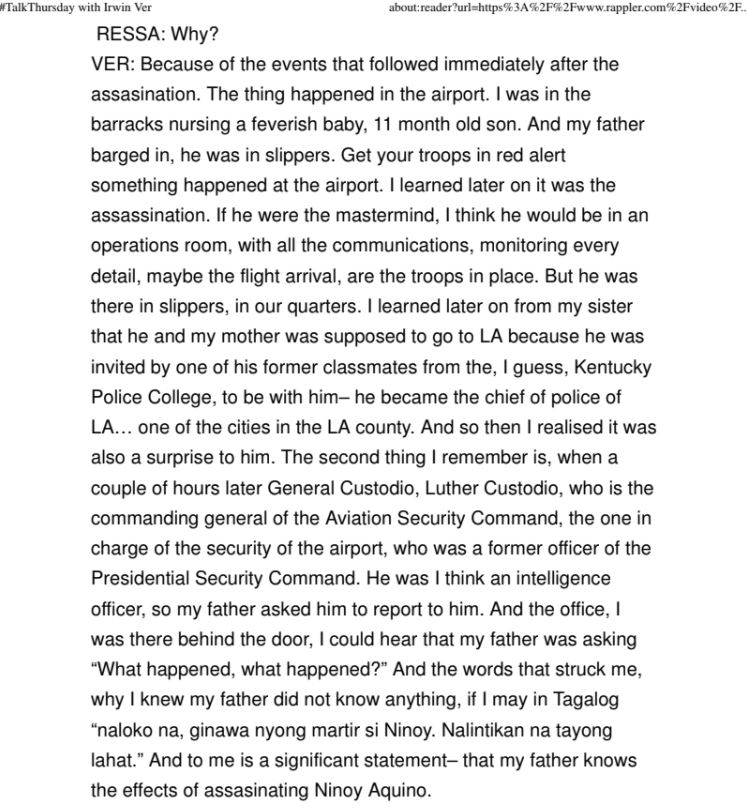 #TalkThursday with Irwin Ver
about:reader?url=https%3A%2F%2Fwww.rappler.com%2Fvideo%2F..
RESSA: Why?
VER: Because of the events that followed immediately after the
assasination. The thing happened in the airport. I was in the
barracks nursing a feverish baby, 11 month old son. And my father
barged in, he was in slippers. Get your troops in red alert
something happened at the airport. I learned later on it was the
assassination. If he were the mastermind, I think he would be in an
operations room, with all the communications, monitoring every
detail, maybe the flight arrival, are the troops in place. But he was
there in slippers, in our quarters. I learned later on from my sister
that he and my mother was supposed to go to LA because he was
invited by one of his former classmates from the, I guess, Kentucky
Police College, to be with him– he became the chief of police of
LA… one of the cities in the LA county. And so then I realised it was
also a surprise to him. The second thing I remember is, when a
couple of hours later General Custodio, Luther Custodio, who is the
commanding general of the Aviation Security Command, the one in
charge of the security of the airport, who was a former officer of the
Presidential Security Command. He was I think an intelligence
officer, so my father asked him to report to him. And the office, I
was there behind the door, I could hear that my father was asking
“What happened, what happened?” And the words that struck me,
why I knew my father did not know anything, if I may in Tagalog
“naloko na, ginawa nyong martir si Ninoy. Nalintikan na tayong
lahat.” And to me is a significant statement– that my father knows
the effects of assasinating Ninoy Aquino.